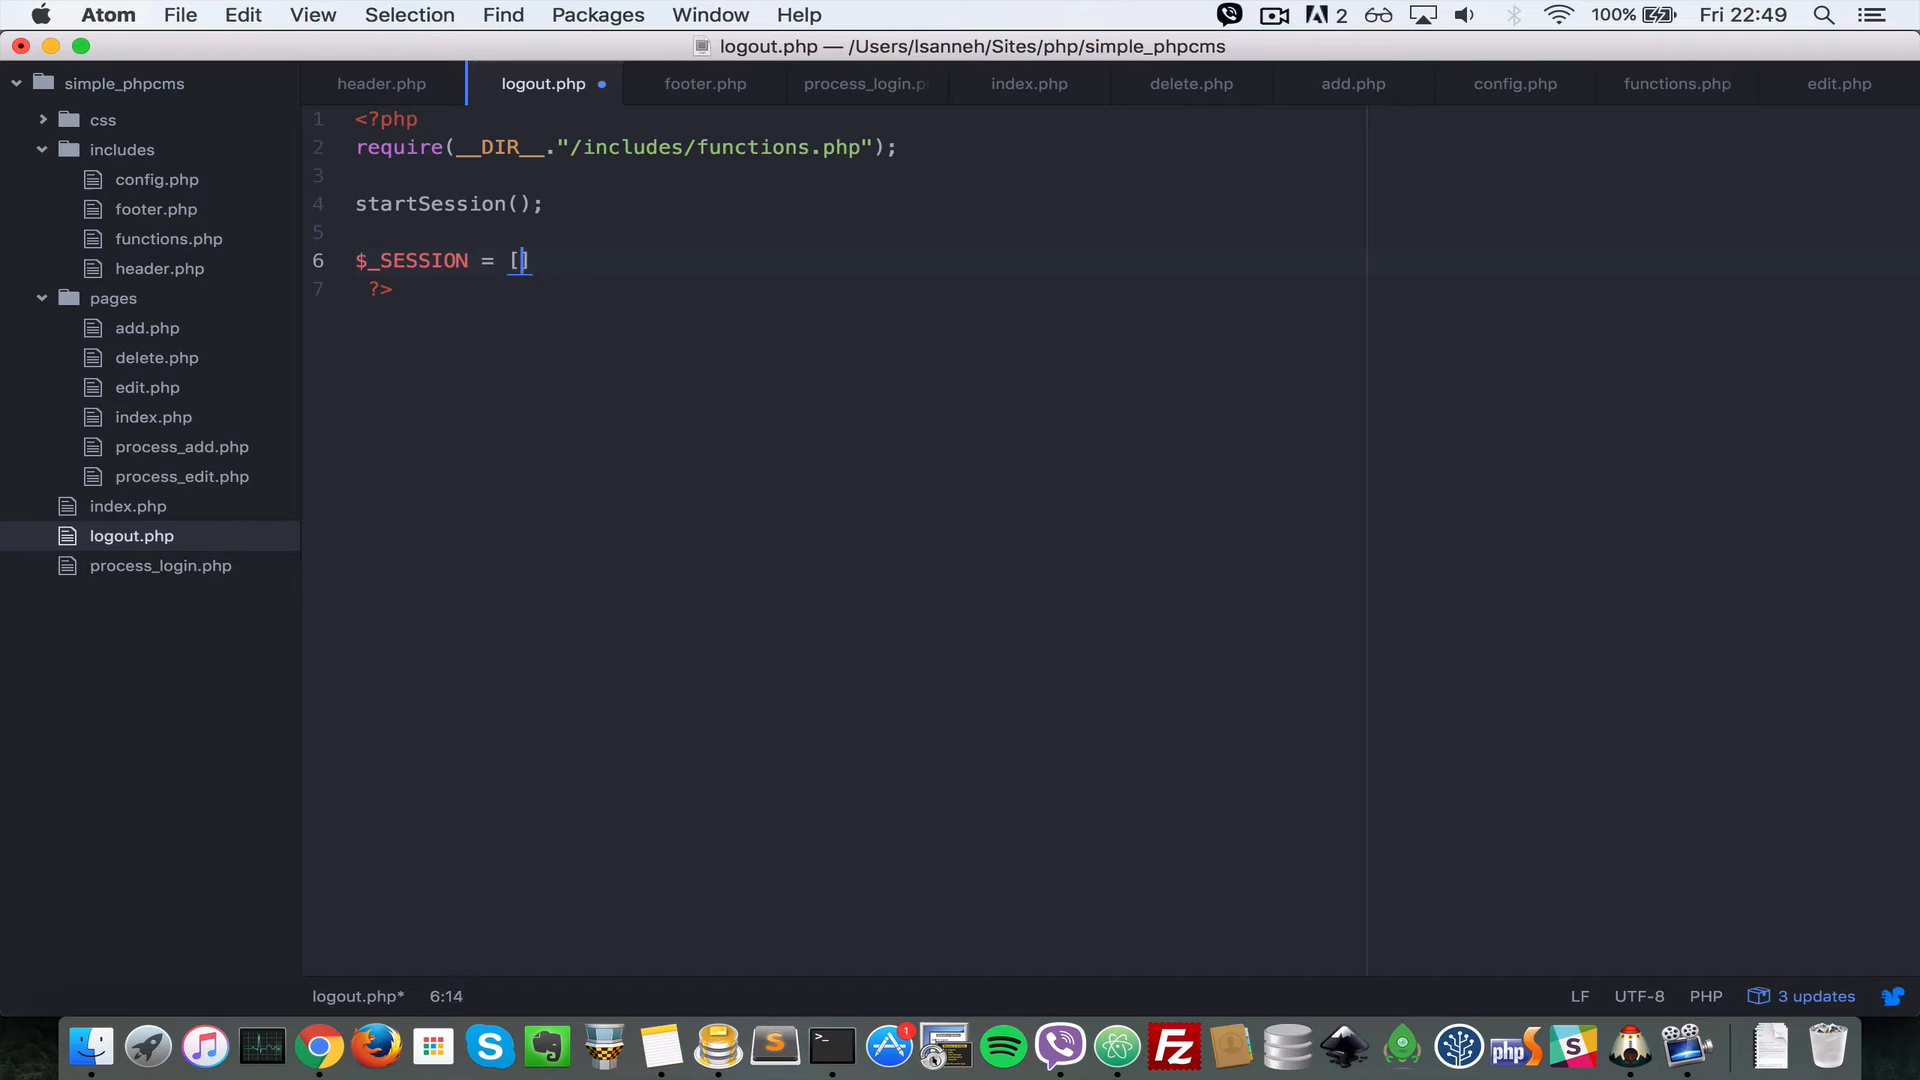 Atom File Edit View Selection Find Packages Window Help 2 100% Fri 22:49
logout.php — /Users/lsanneh/Sites/php/simple_phpcms
simple_phpcms
css
includes
config.php
footer.php
functions.php
header.php
pages
add.php
delete.php
edit.php
index.php
process_add.php
process_edit.php
index.php
logout.php
process_login.php
header.php logout.php footer.php process_login.p index.php delete.php add.php config.php functions.php edit.php
1 <?php
2 require(__DIR__."/includes/functions.php");
3
4 startSession();
5
6 $_SESSION = []
7 ?>
logout.php* 6:14 LF UTF-8 PHP 3 updates
1
php